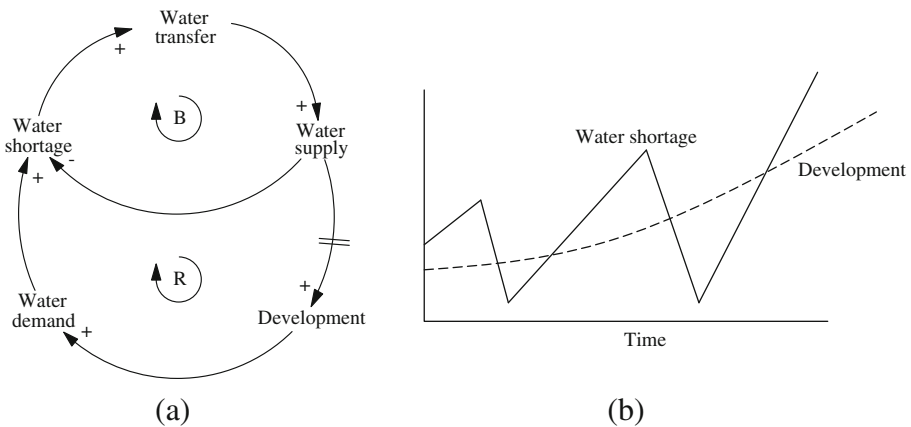 Water
transfer
+
+
B
Water
shortage
Water
supply
-
+
R
+
Water
demand
+
Development
(a)
Water shortage
Development
Time
(b)